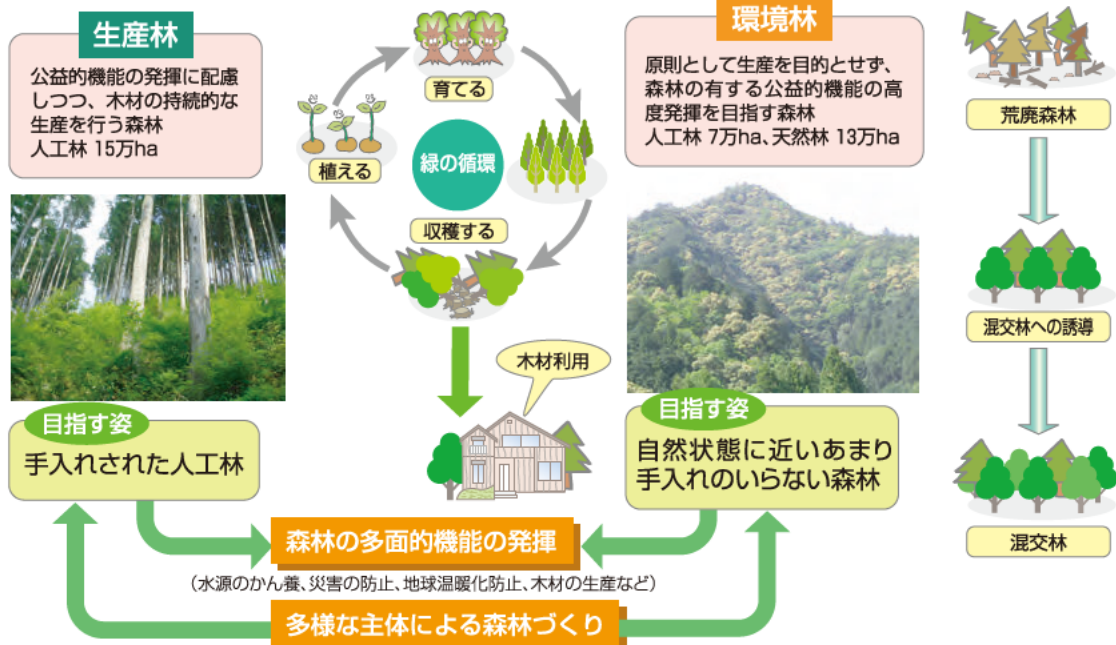 生産林
公益的機能の発揮に配慮
しつつ、木材の持続的な
生産を行う森林
人工林 15万ha
目指す姿
手入れされた人工林
育てる
植える
緑の循環
収穫する
木材利用
環境林
原則として生産を目的とせず、
森林の有する公益的機能の高
度発揮を目指す森林
人工林 7万ha、天然林 13万ha
目指す姿
自然状態に近いあまり
手入れのいらない森林
荒廃森林
混交林への誘導
混交林
森林の多面的機能の発揮
（水源のかん養、災害の防止、地球温暖化防止、木材の生産など）
多様な主体による森林づくり